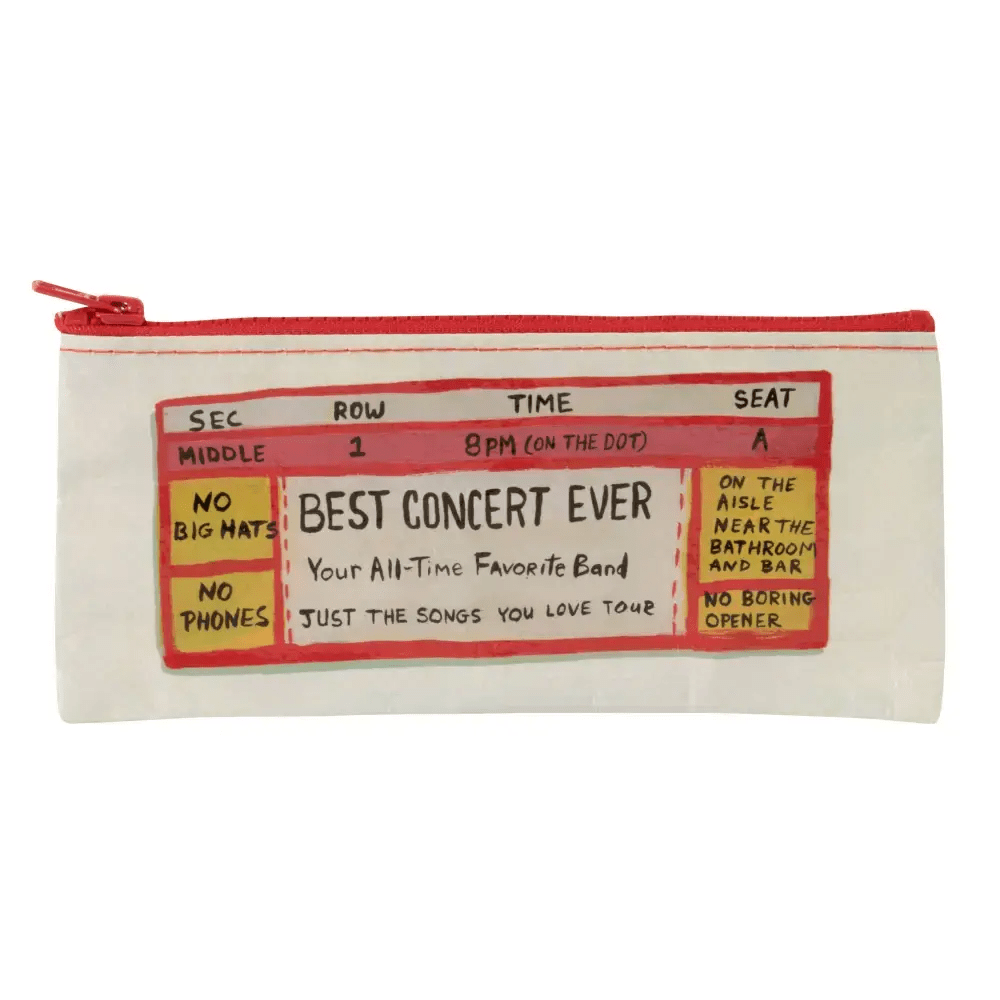 SEC ROW TIME SEAT
MIDDLE 1 8PM (ON THE DOT) A
NO
BIG HATS
NO
PHONES
BEST CONCERT EVER
Your All-Time Favorite Band
JUST THE SONGS YOU LOVE TOUR
ON THE
AISLE
NEAR THE
BATHROOM
AND BAR
NO BORING
OPENER